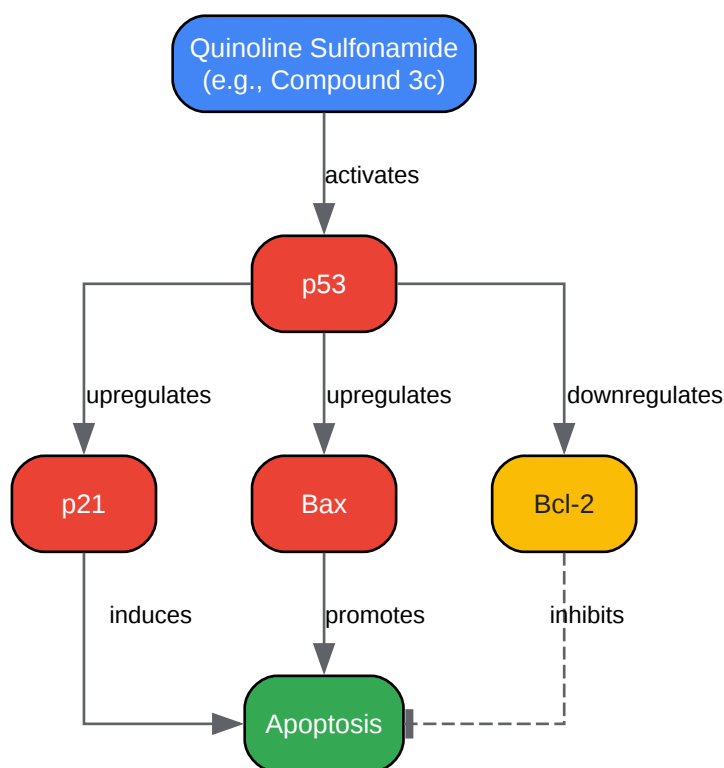 Quinoline Sulfonamide
(e.g., Compound 3c)
activates
p53
upregulates
upregulates
downregulates
p21
Bax
Bcl-2
induces
promotes
inhibits
Apoptosis